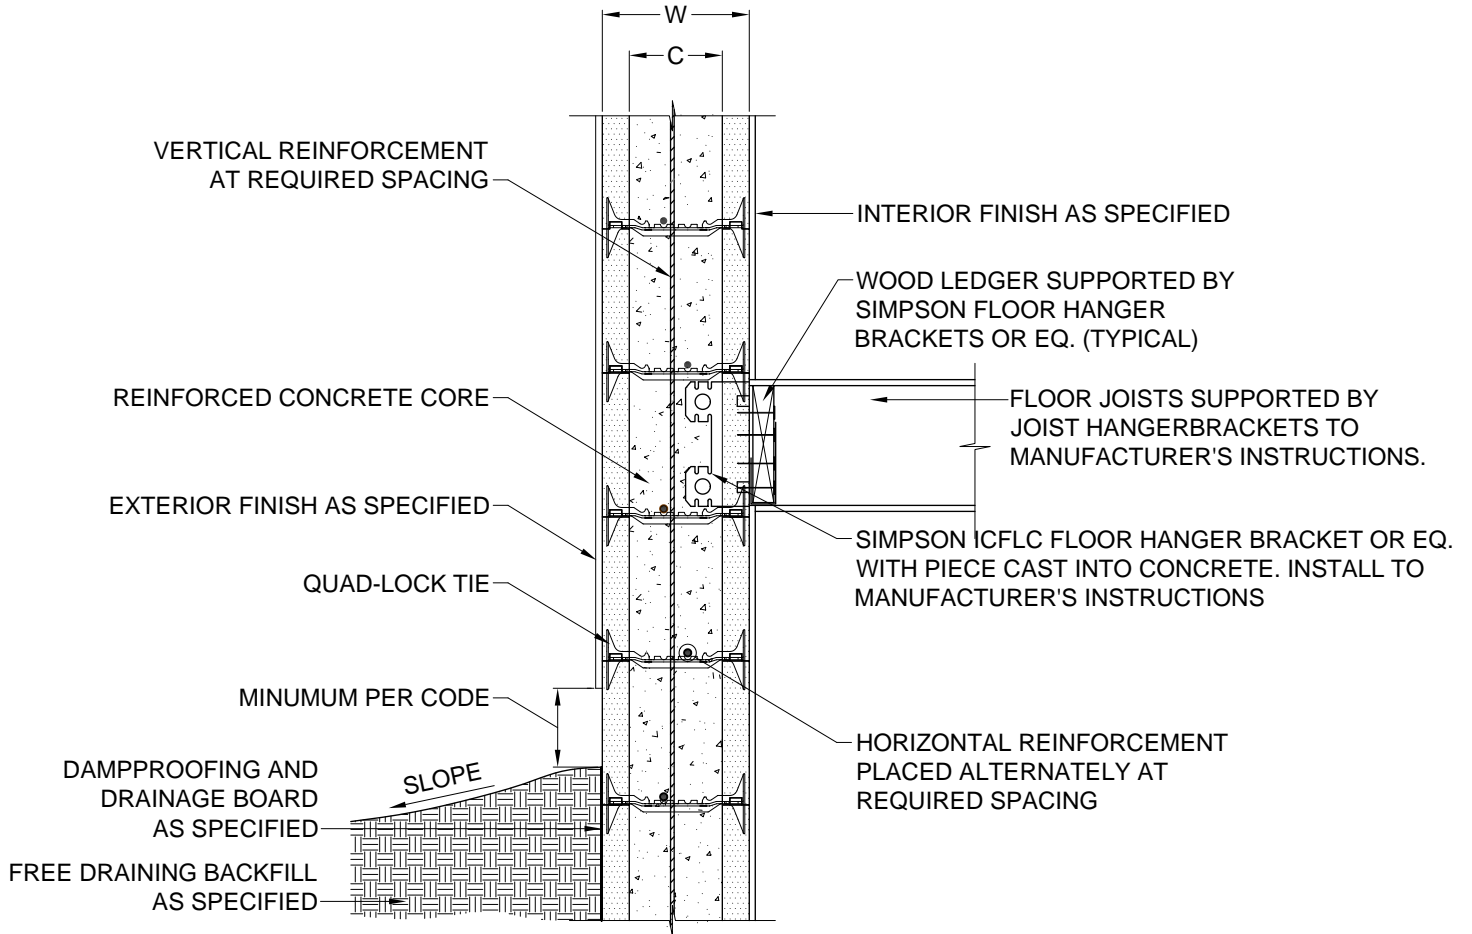 W
C
VERTICAL REINFORCEMENT
AT REQUIRED SPACING
INTERIOR FINISH AS SPECIFIED
WOOD LEDGER SUPPORTED BY
SIMPSON FLOOR HANGER
BRACKETS OR EQ. (TYPICAL)
REINFORCED CONCRETE CORE
FLOOR JOISTS SUPPORTED BY
JOIST HANGERBRACKETS TO
MANUFACTURER'S INSTRUCTIONS.
EXTERIOR FINISH AS SPECIFIED
SIMPSON ICFLC FLOOR HANGER BRACKET OR EQ.
WITH PIECE CAST INTO CONCRETE. INSTALL TO
MANUFACTURER'S INSTRUCTIONS
QUAD-LOCK TIE
MINUMUM PER CODE
HORIZONTAL REINFORCEMENT
PLACED ALTERNATELY AT
REQUIRED SPACING
SLOPE
DAMPPROOFING AND
DRAINAGE BOARD
AS SPECIFIED
FREE DRAINING BACKFILL
AS SPECIFIED